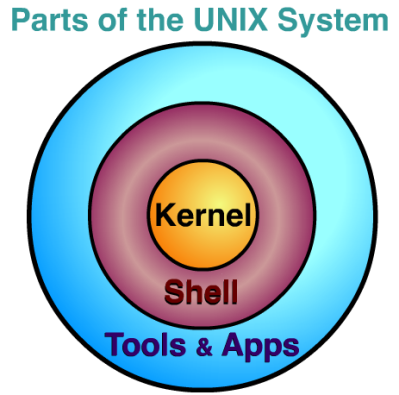 Parts of the UNIX System
Kernel
Shell
Tools & Apps